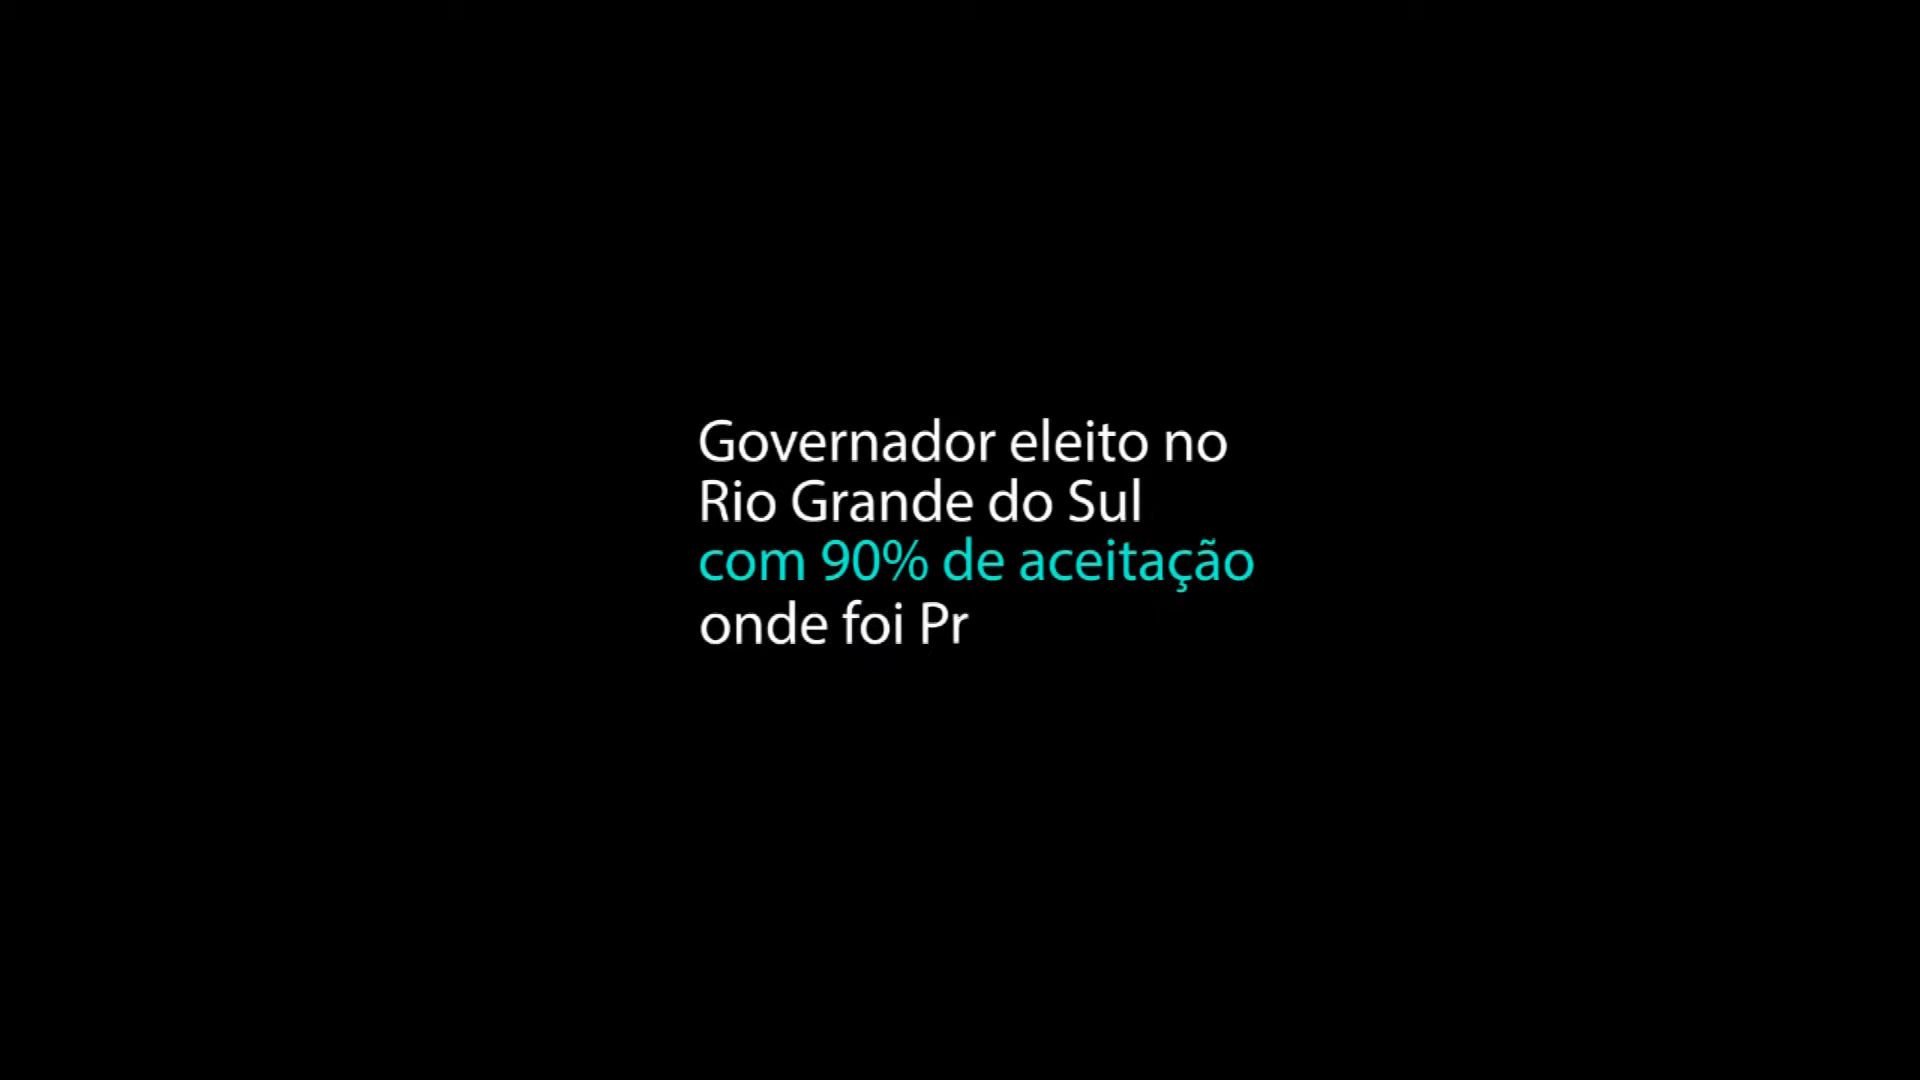 Governador eleito no
Rio Grande do Sul
com 90% de aceitação
onde foi Pr